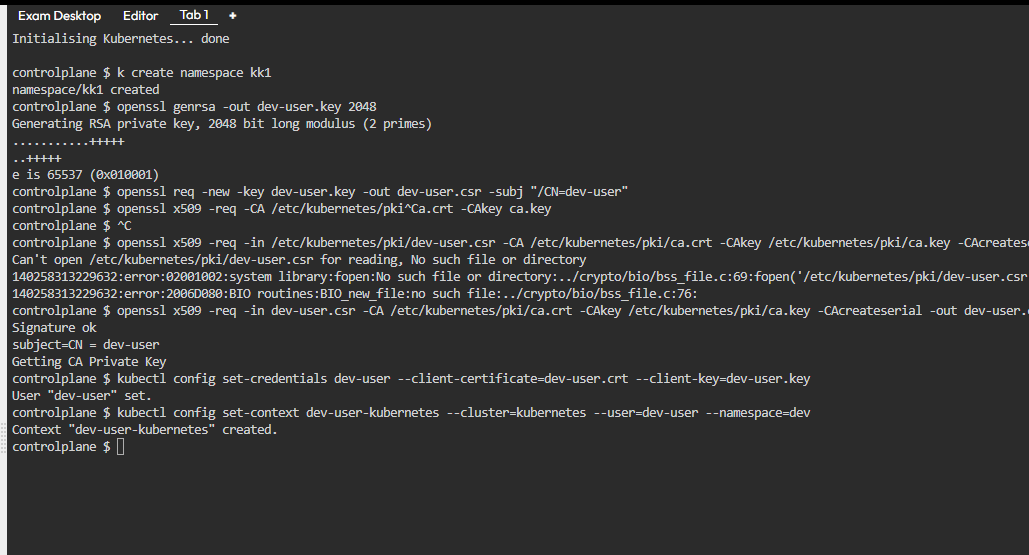 Exam Desktop Editor Tab 1 +
Initialising Kubernetes... done
controlplane $ k create namespace kk1
namespace/kk1 created
controlplane $ openssl genrsa -out dev-user.key 2048
Generating RSA private key, 2048 bit long modulus (2 primes)
...........+++++
..+++++
e is 65537 (0x010001)
controlplane $ openssl req -new -key dev-user.key -out dev-user.csr -subj "/CN=dev-user"
controlplane $ openssl x509 -req -CA /etc/kubernetes/pki^Ca.crt -CAkey ca.key
controlplane $ ^C
controlplane $ openssl x509 -req -in /etc/kubernetes/pki/dev-user.csr -CA /etc/kubernetes/pki/ca.crt -CAkey /etc/kubernetes/pki/ca.key -CAcreates
Can't open /etc/kubernetes/pki/dev-user.csr for reading, No such file or directory
140258313229632:error:02001002:system library:fopen:No such file or directory:../crypto/bio/bss_file.c:69:fopen('/etc/kubernetes/pki/dev-user.csr
140258313229632:error:2006D080:BIO routines:BIO_new_file:no such file:../crypto/bio/bss_file.c:76:
controlplane $ openssl x509 -req -in dev-user.csr -CA /etc/kubernetes/pki/ca.crt -CAkey /etc/kubernetes/pki/ca.key -CAcreateserial -out dev-user.
Signature ok
subject=CN = dev-user
Getting CA Private Key
controlplane $ kubectl config set-credentials dev-user --client-certificate=dev-user.crt --client-key=dev-user.key
User "dev-user" set.
controlplane $ kubectl config set-context dev-user-kubernetes --cluster=kubernetes --user=dev-user --namespace=dev
Context "dev-user-kubernetes" created.
controlplane $